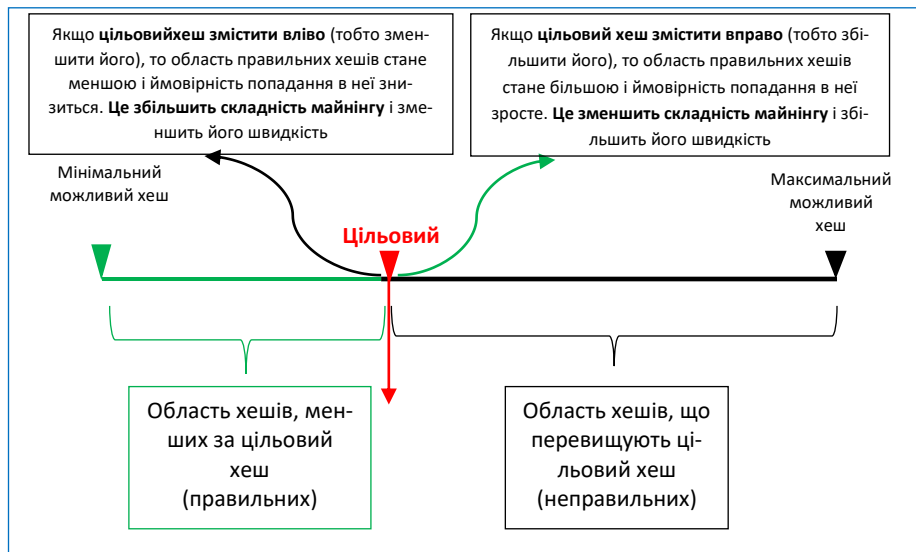 Якщо цільовийхеш змістити вліво (тобто змен-
шити його), то область правильних хешів стане
меншою і ймовірність попадання в неї зни-
зиться. Це збільшить складність майнінгу і зме-
ншить його швидкість
Якщо цільовий хеш змістити вправо (тобто збі-
льшити його), то область правильних хешів
стане більшою і ймовірність попадання в неї
зросте. Це зменшить складність майнінгу і збі-
льшить його швидкість
Мінімальний
можливий хеш
Максимальний
можливий
хеш
Цільовий
Область хешів, мен-
ших за цільовий
хеш
(правильних)
Область хешів, що
перевищують ці-
льовий хеш
(неправильних)